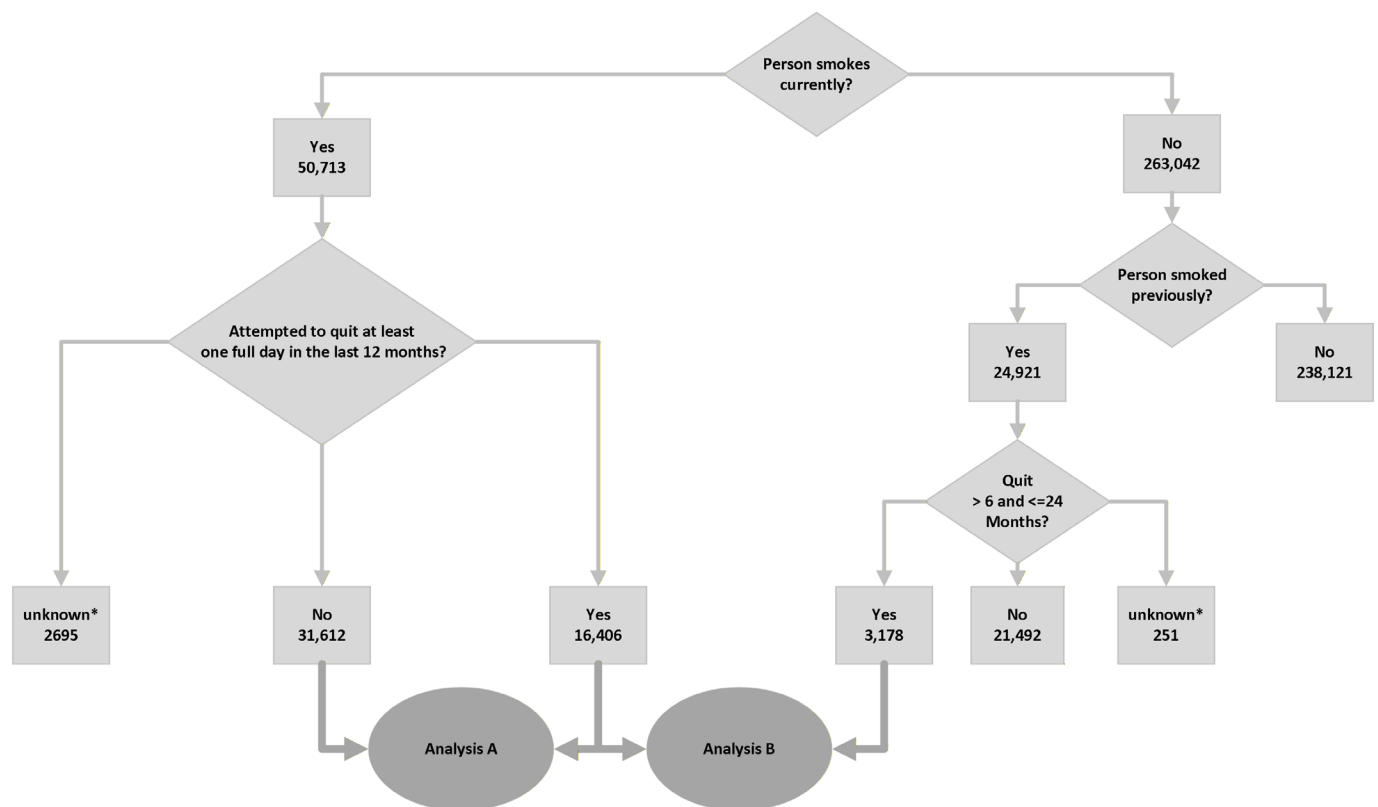 Person smokes
currently?
Yes
50,713
No
263,042
Person smoked
previously?
Attempted to quit at least
one full day in the last 12 months?
Yes
24,921
No
238,121
Quit
> 6 and <=24
Months?
unknown*
2695
No
31,612
Yes
16,406
Yes
3,178
No
21,492
unknown*
251
Analysis A
Analysis B